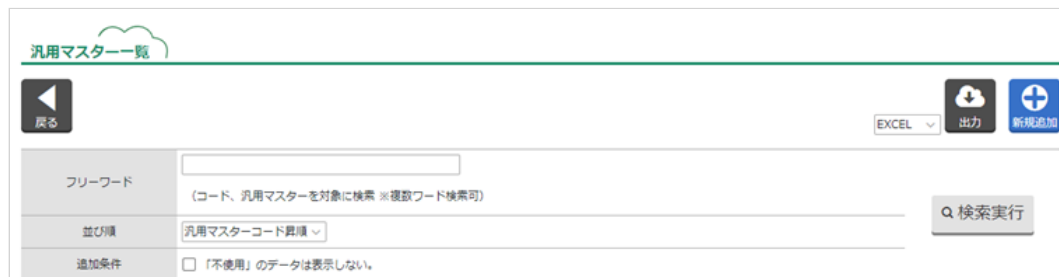 汎用マスター一覧
戻る
EXCEL
出力
新規追加
フリーワード
(コード、汎用マスターを対象に検索 ※複数ワード検索可)
検索実行
並び順
汎用マスターコード昇順
追加条件
「不使用」のデータは表示しない。